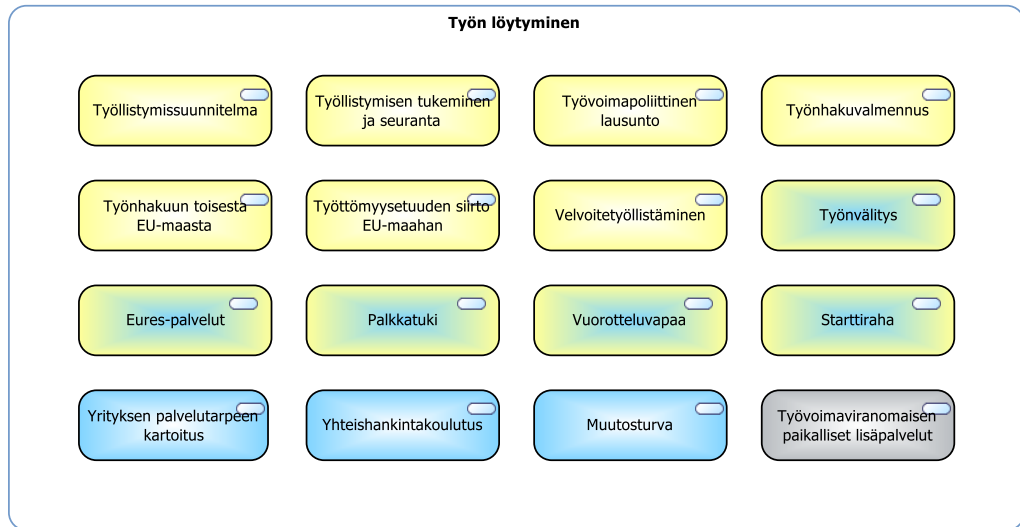 Työn löytyminen
Työllistymissuunnitelma
Työllistymisen tukeminen
ja seuranta
Työvoimapoliittinen
lausunto
Työnhakuvalmennus
Työnhakuun toisesta
EU-maasta
Työttömyysetuuden siirto
EU-maahan
Velvoitetyöllistäminen
Työnvälitys
Eures-palvelut
Palkkatuki
Vuorotteluvapaa
Starttiraha
Yrityksen palvelutarpeen
kartoitus
Yhteishankintakoulutus
Muutosturva
Työvoimaviranomaisen
paikalliset lisäpalvelut